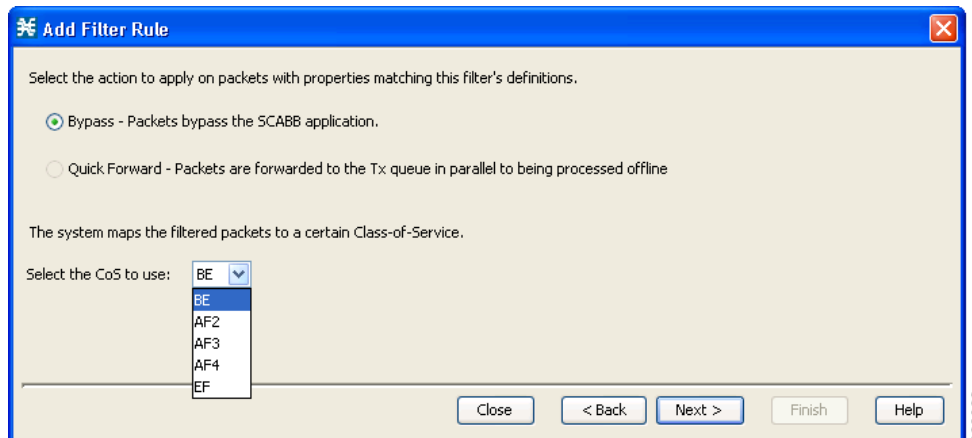 Add Filter Rule
Select the action to apply on packets with properties matching this filter's definitions.
Bypass - Packets bypass the SCABB application.
Quick Forward - Packets are forwarded to the Tx queue in parallel to being processed offline
The system maps the filtered packets to a certain Class-of-Service.
Select the CoS to use: BE
BE
AF2
AF3
AF4
EF
Close < Back Next > Finish Help